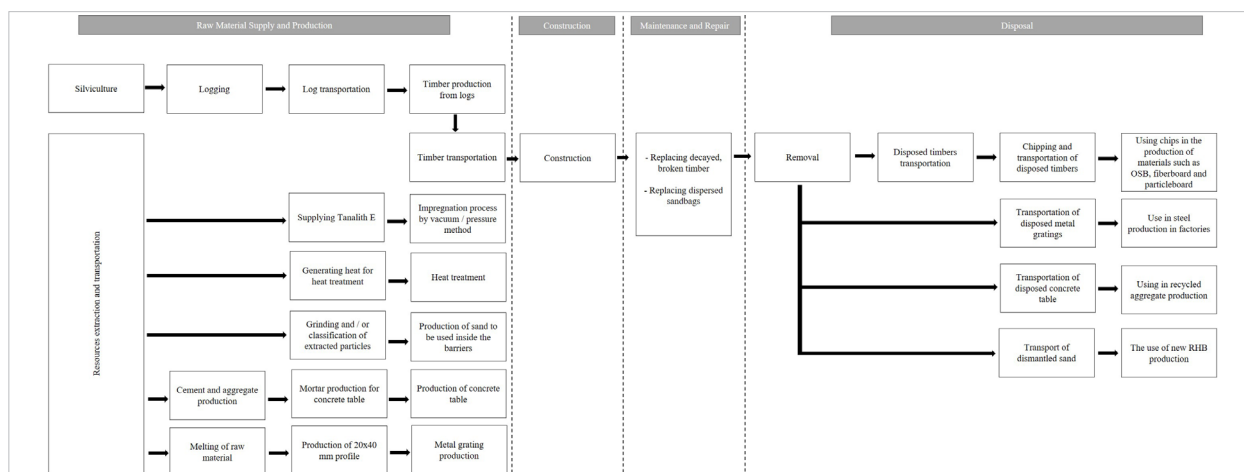 Raw Material Supply and Production
Construction
Maintenance and Repair
Disposal
Silviculture
Logging
Log transportation
Timber production
from logs
Resources extraction and transportation
Timber transportation
Construction
- Replacing decayed,
broken timber
- Replacing dispersed
sandbags
Removal
Disposed timbers
transportation
Chipping and
transportation of
disposed timbers
Using chips in the
production of
materials such as
OSB, fiberboard and
particleboard
Supplying Tanalith E
Impregnation process
by vacuum / pressure
method
Transportation of
disposed metal
gratings
Use in steel
production in factories
Generating heat for
heat treatment
Heat treatment
Transportation of
disposed concrete
table
Using in recycled
aggregate production
Grinding and / or
classification of
extracted particles
Production of sand to
be used inside the
barriers
Transport of
dismantled sand
The use of new RHB
production
Cement and aggregate
production
Mortar production for
concrete table
Production of concrete
table
Melting of raw
material
Production of 20x40
mm profile
Metal grating
production